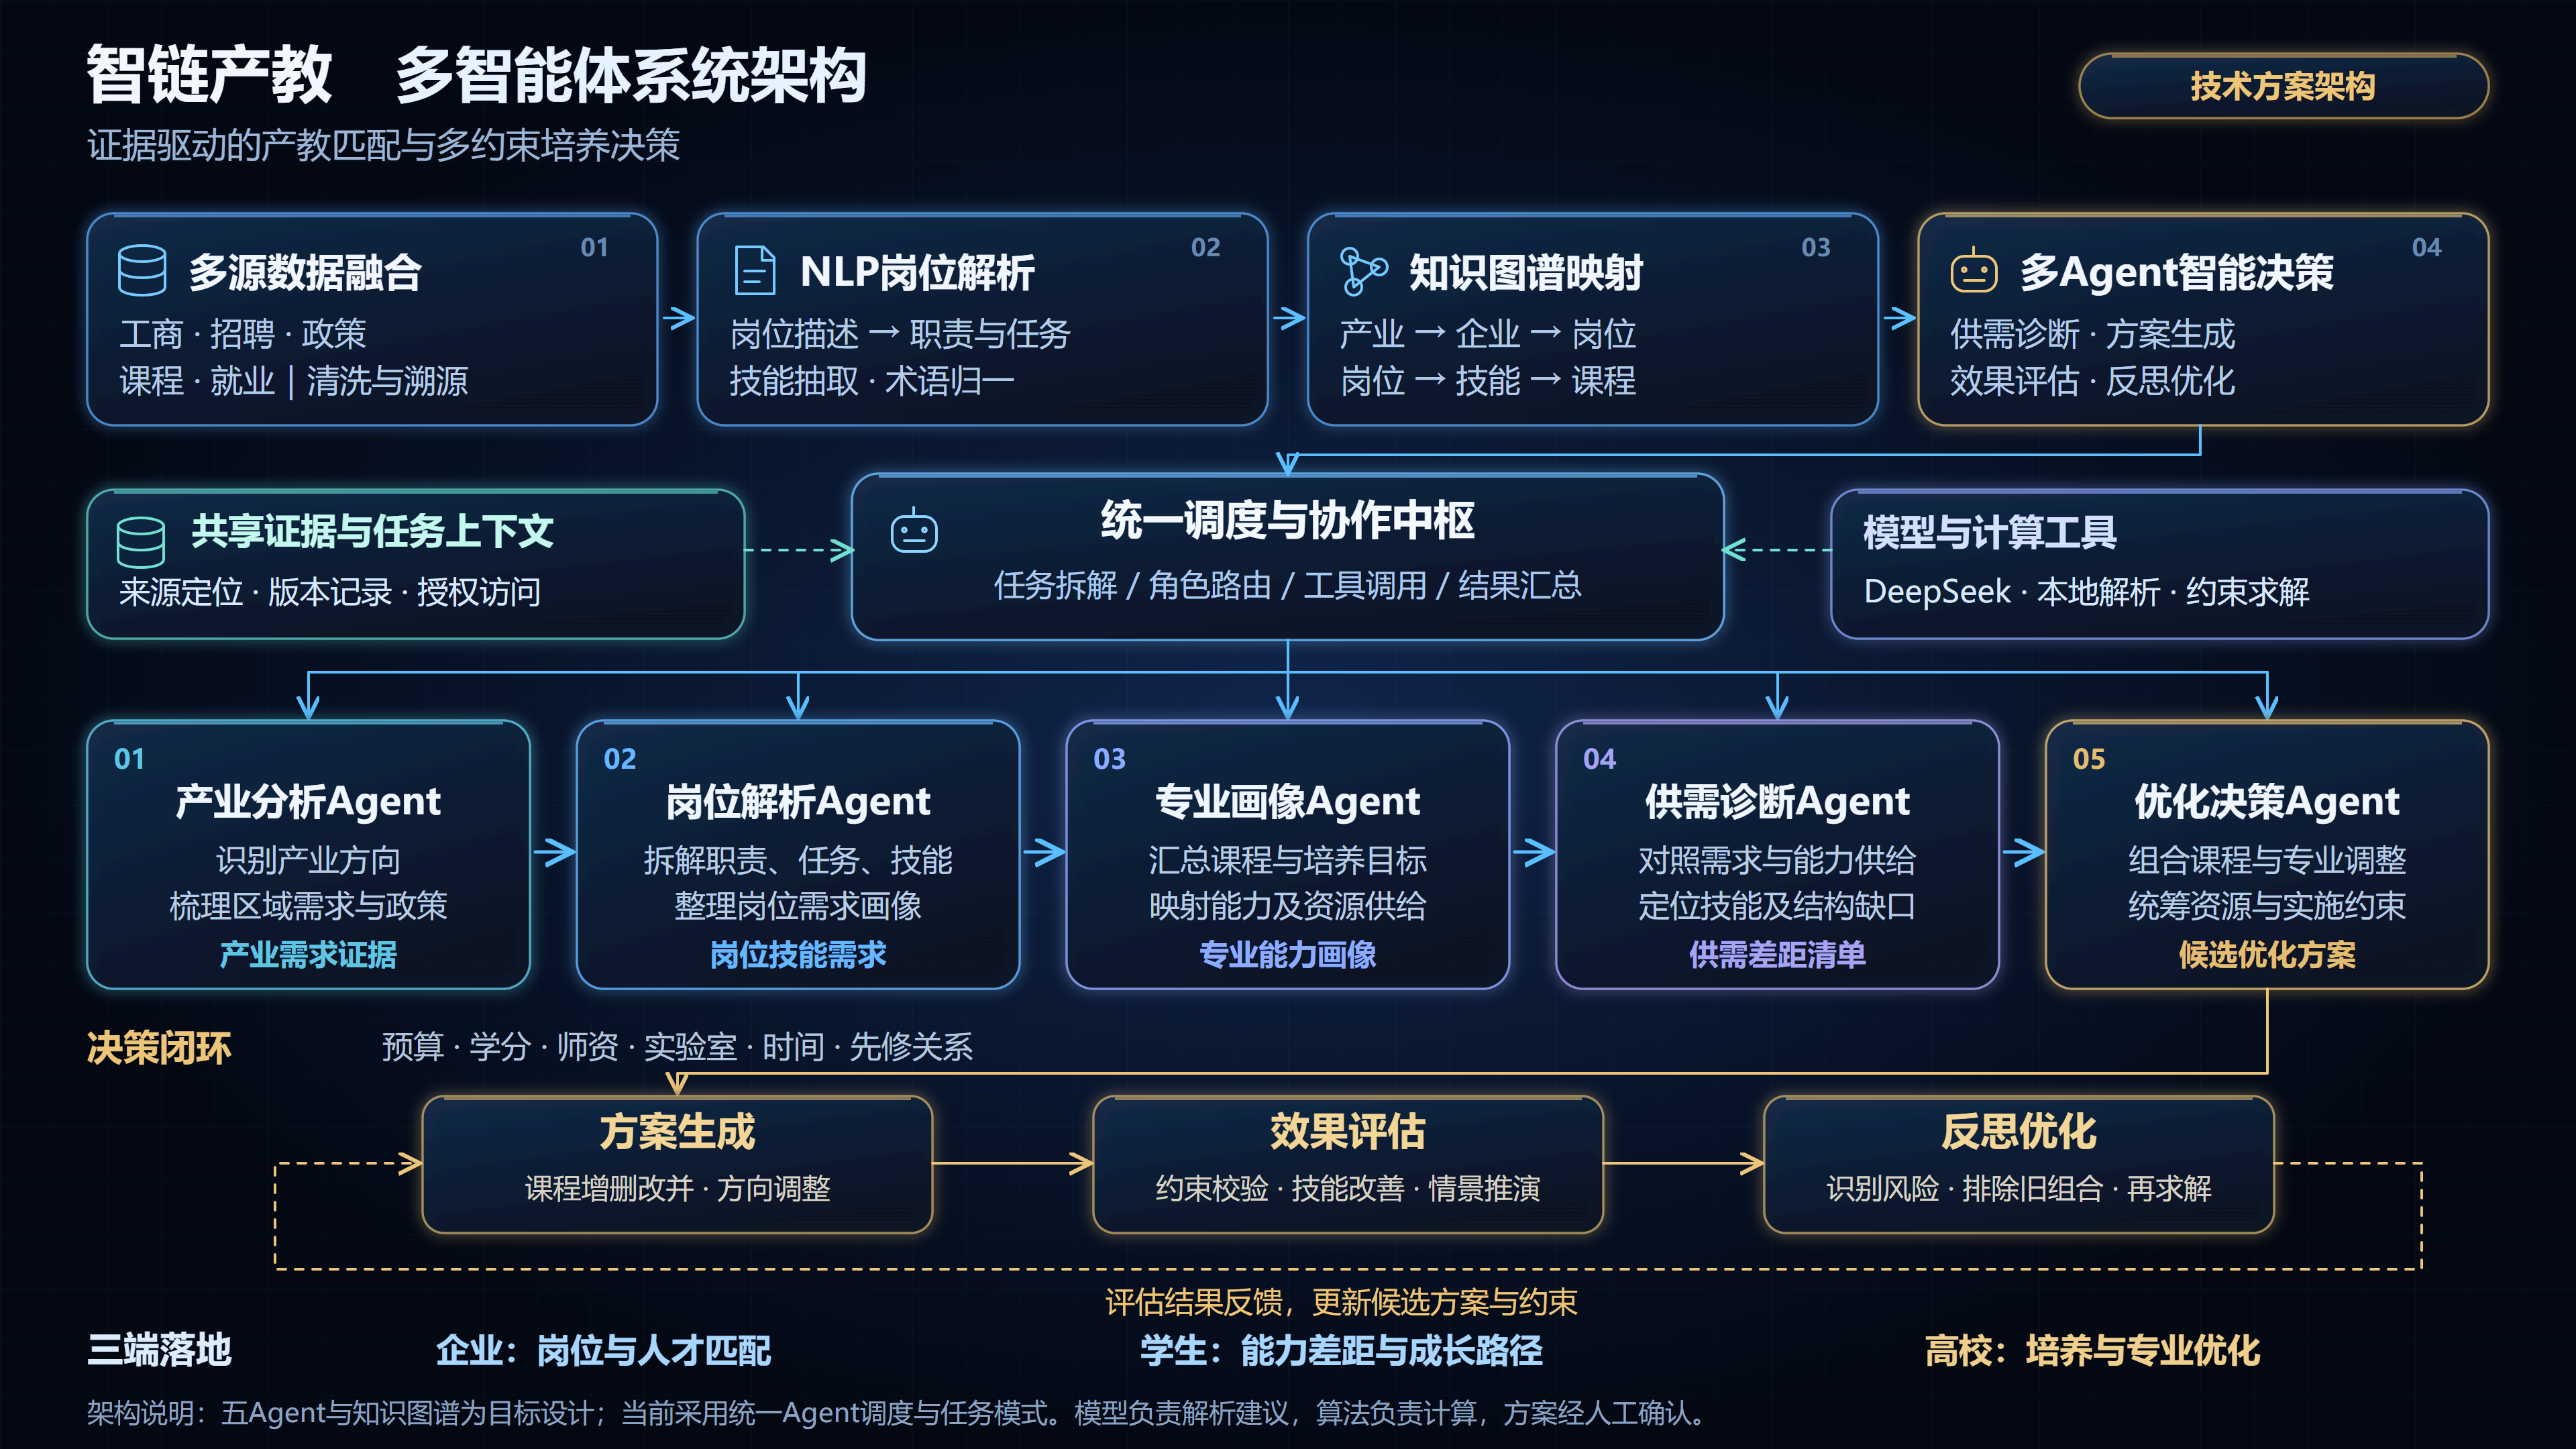 智链产教 多智能体系统架构
技术方案架构
证据驱动的产教匹配与多约束培养决策
01
多源数据融合
工商 · 招聘 · 政策
课程 · 就业 | 清洗与溯源
02
NLP岗位解析
岗位描述 → 职责与任务
技能抽取 · 术语归一
03
知识图谱映射
产业 → 企业 → 岗位
岗位 → 技能 → 课程
04
多Agent智能决策
供需诊断 · 方案生成
效果评估 · 反思优化
共享证据与任务上下文
来源定位 · 版本记录 · 授权访问
统一调度与协作中枢
任务拆解 / 角色路由 / 工具调用 / 结果汇总
模型与计算工具
DeepSeek · 本地解析 · 约束求解
01
产业分析Agent
识别产业方向
梳理区域需求与政策
产业需求证据
02
岗位解析Agent
拆解职责、任务、技能
整理岗位需求画像
岗位技能需求
03
专业画像Agent
汇总课程与培养目标
映射能力及资源供给
专业能力画像
04
供需诊断Agent
对照需求与能力供给
定位技能及结构缺口
供需差距清单
05
优化决策Agent
组合课程与专业调整
统筹资源与实施约束
候选优化方案
决策闭环
预算 · 学分 · 师资 · 实验室 · 时间 · 先修关系
方案生成
课程增删改并 · 方向调整
效果评估
约束校验 · 技能改善 · 情景推演
反思优化
识别风险 · 排除旧组合 · 再求解
评估结果反馈，更新候选方案与约束
三端落地
企业：岗位与人才匹配
学生：能力差距与成长路径
高校：培养与专业优化
架构说明：五Agent与知识图谱为目标设计；当前采用统一Agent调度与任务模式。模型负责解析建议，算法负责计算，方案经人工确认。